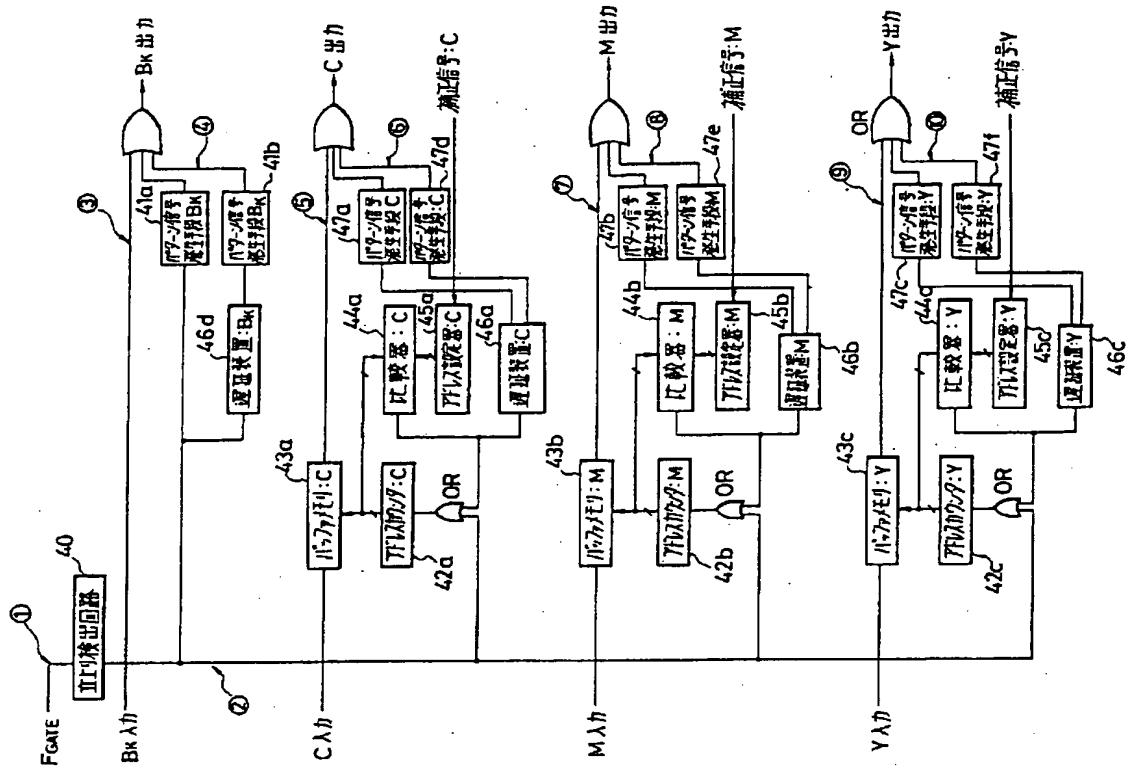 FGATE
①
立上り検出回路
40
②
BK入力
③
パターン信号
発生手段BK
41a
パターン信号
発生手段BK
41b
④
遅延装置:BK
46d
BK出力
C入力
バッファメモリ:C
43a
アドレスカウンタ:C
42a
OR
比較器:C
44a
アドレス設定器:C
45a
遅延装置:C
46a
⑤
パターン信号
発生手段C
47a
パターン信号
発生手段:C
47d
⑥
C出力
補正信号:C
M入力
バッファメモリ:M
43b
アドレスカウンタ:M
42b
OR
比較器:M
44b
アドレス設定器:M
45b
遅延装置:M
46b
⑦
パターン信号
発生手段:M
47b
パターン信号
発生手段M
47e
⑧
M出力
補正信号:M
Y入力
バッファメモリ:Y
43c
アドレスカウンタ:Y
42c
OR
比較器:Y
44c
アドレス設定器:Y
45c
遅延装置:Y
46c
⑨
パターン信号
発生手段:Y
47c
パターン信号
発生手段:Y
47f
⑩
OR
Y出力
補正信号:Y